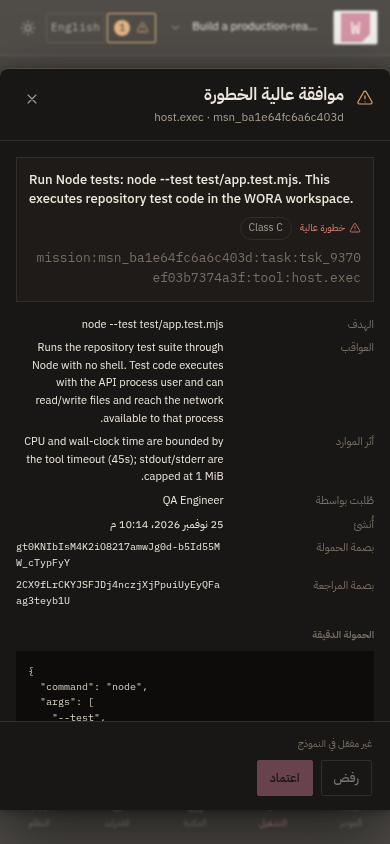 W
Build a production-rea...
1
English
موافقة عالية الخطورة
host.exec · msn_ba1e64fc6a6c403d
Run Node tests: node --test test/app.test.mjs. This
executes repository test code in the WORA workspace.
خطورة عالية
Class C
mission:msn_ba1e64fc6a6c403d:task:tsk_9370
ef03b7374a3f:tool:host.exec
الهدف
node --test test/app.test.mjs
العواقب
Runs the repository test suite through
Node with no shell. Test code executes
with the API process user and can
read/write files and reach the network
available to that process.
أثر الموارد
CPU and wall-clock time are bounded by
the tool timeout (45s); stdout/stderr are
capped at 1 MiB.
طُلبت بواسطة
QA Engineer
أُنشئ
25 نوفمبر 2026، 10:14 م
بصمة الحمولة
gt0KNIbIsM4K2iO8217amwJg0d-b5Id55M
W_cTypFyY
بصمة المراجعة
2CX9fLrCKYJSFJDj4nczjXjPpuiUyEyQFa
ag3teyb1U
الحمولة الدقيقة
{
"command": "node",
"args": [
"--test",
غير مفعّل في النموذج
رفض
اعتماد
التشغيل
المكتبة
القدرات
النظام